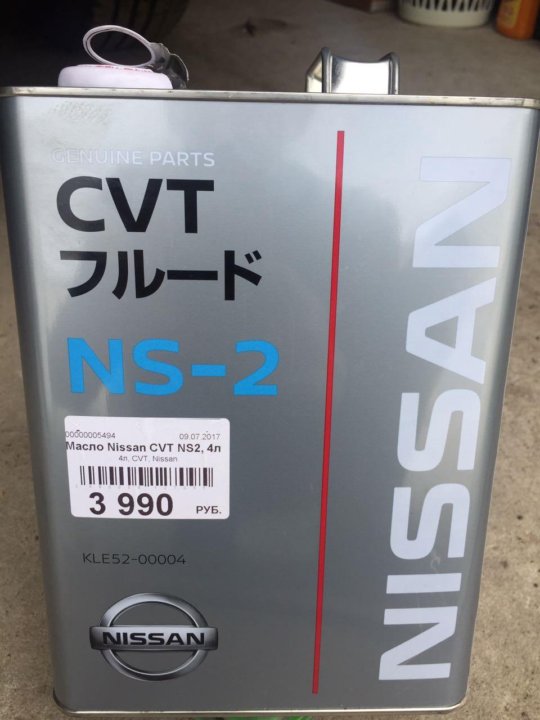 GENUINE PARTS
CVT
フルード
NS-2
00000005494 09.07.2017
Масло Nissan CVT NS2, 4л
4л. CVT. Nissan
3 990 РУБ.
KLE52-00004
NISSAN
NISSAN